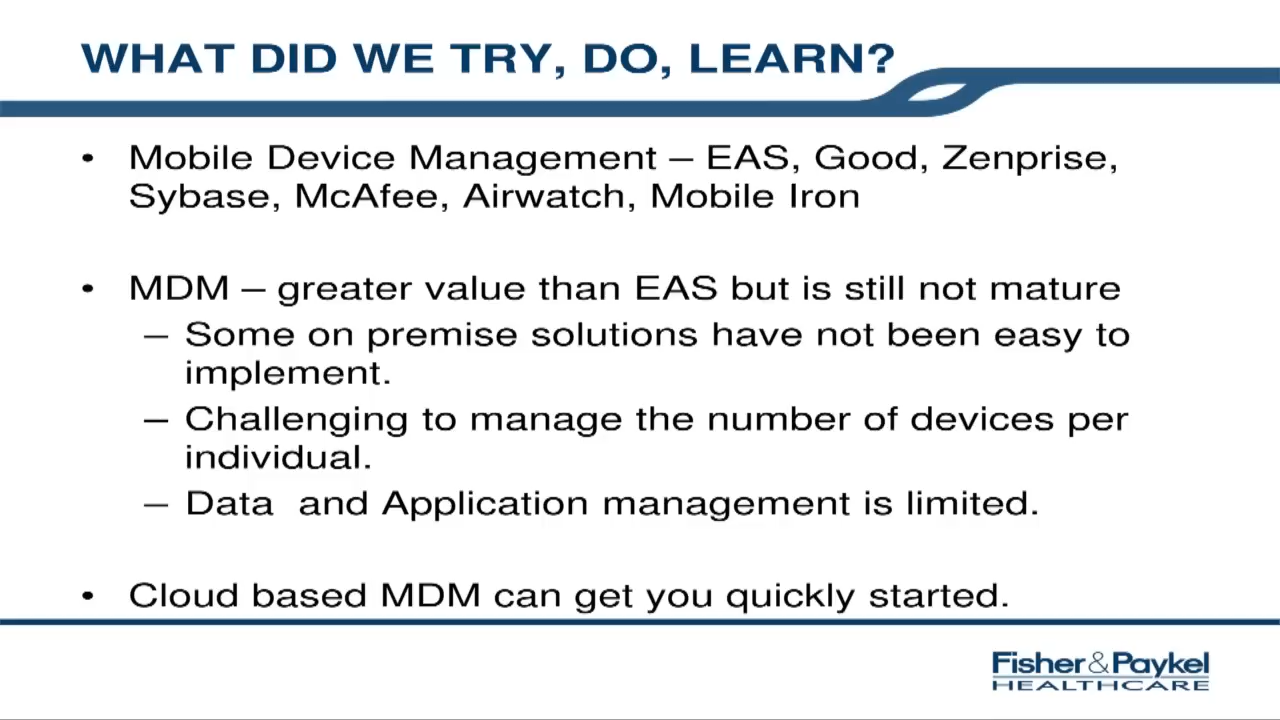 WHAT DID WE TRY, DO, LEARN?
• Mobile Device Management – EAS, Good, Zenprise,
Sybase, McAfee, Airwatch, Mobile Iron
• MDM – greater value than EAS but is still not mature
– Some on premise solutions have not been easy to
implement.
– Challenging to manage the number of devices per
individual.
– Data  and Application management is limited.
• Cloud based MDM can get you quickly started.
Fisher&Paykel
HEALTHCARE